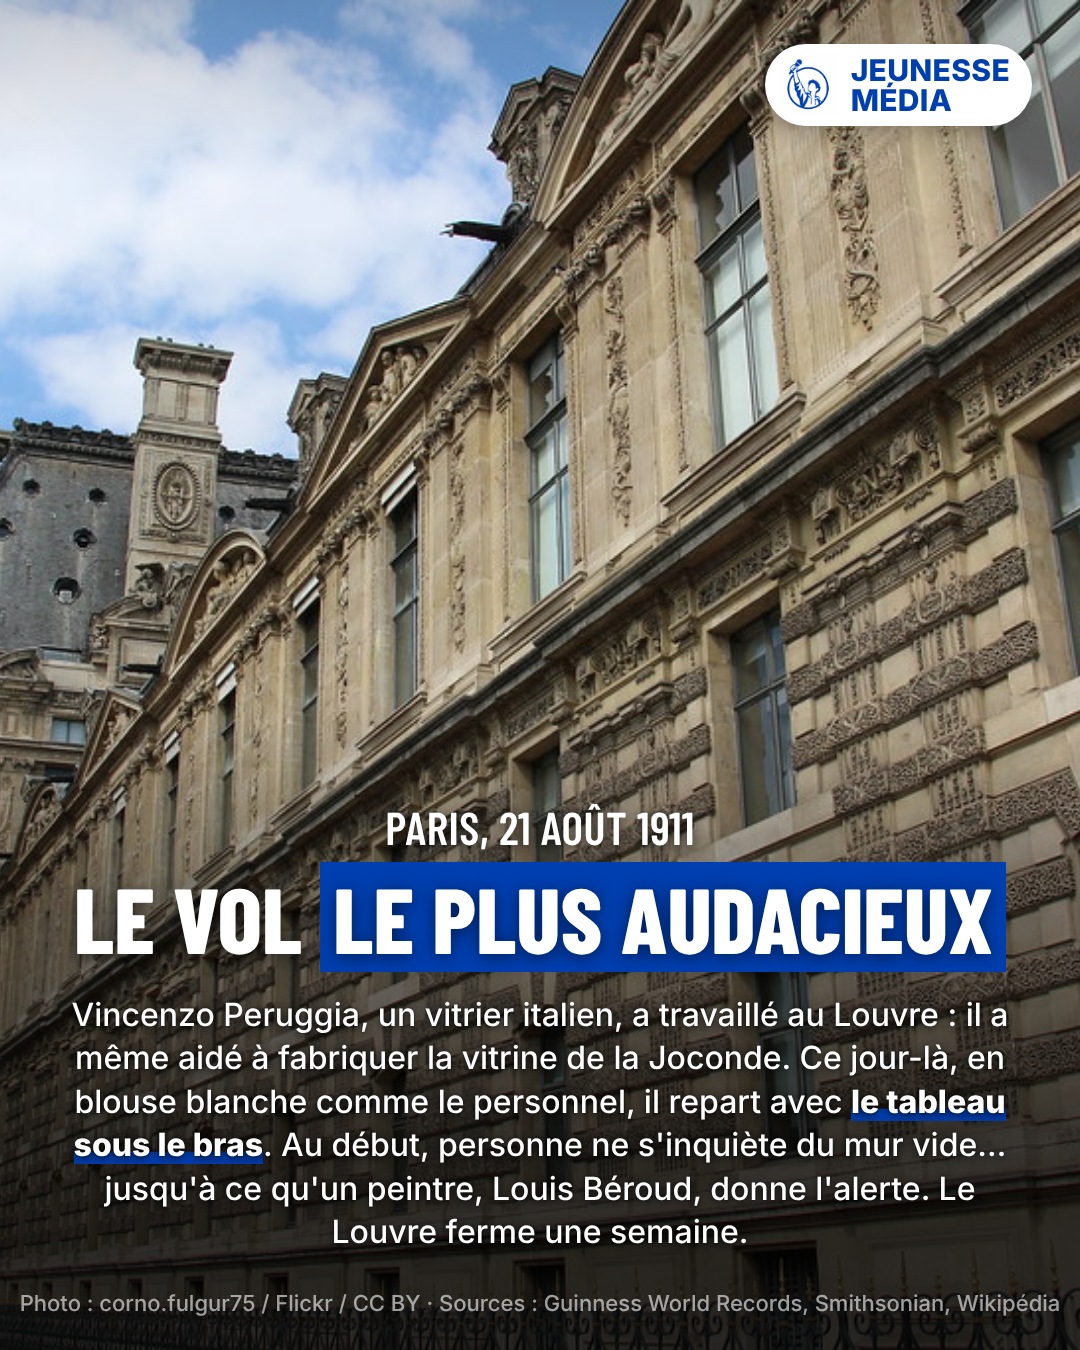 JEUNESSE
MÉDIA
PARIS, 21 AOÛT 1911
LE VOL LE PLUS AUDACIEUX
Vincenzo Peruggia, un vitrier italien, a travaillé au Louvre : il a
même aidé à fabriquer la vitrine de la Joconde. Ce jour-là, en
blouse blanche comme le personnel, il repart avec le tableau
sous le bras. Au début, personne ne s'inquiète du mur vide...
jusqu'à ce qu'un peintre, Louis Béroud, donne l'alerte. Le
Louvre ferme une semaine.
Photo : corno.fulgur75 / Flickr / CC BY · Sources : Guinness World Records, Smithsonian, Wikipédia